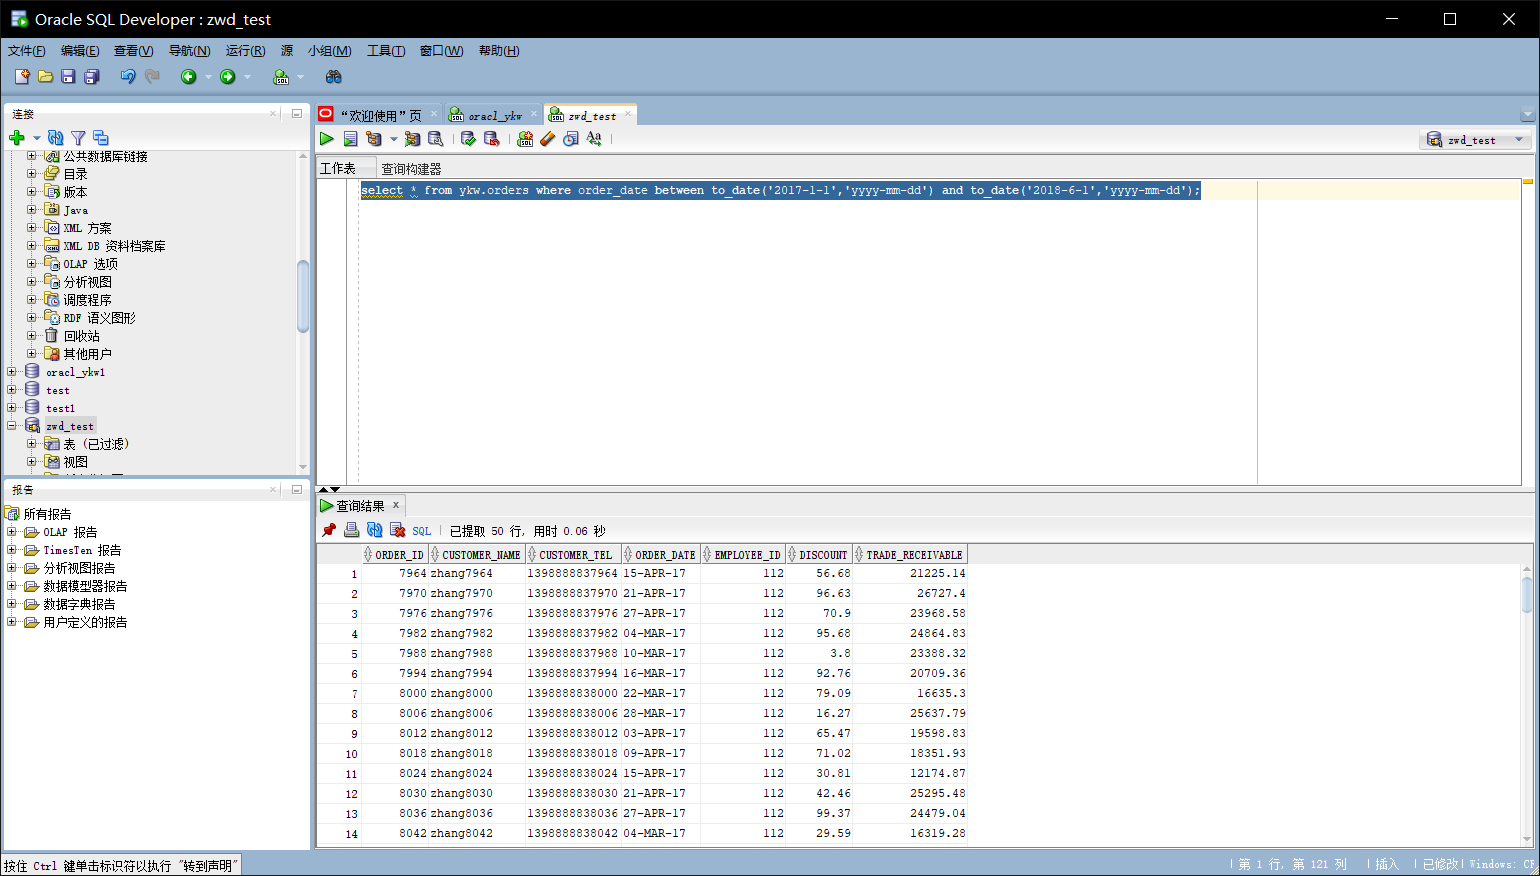 Oracle SQL Developer : zwd_test
文件(F) 编辑(E) 查看(V) 导航(N) 运行(R) 源 小组(M) 工具(T) 窗口(W) 帮助(H)
连接
公共数据库链接
目录
版本
Java
XML 方案
XML DB 资料档案库
OLAP 选项
分析视图
调度程序
RDF 语义图形
回收站
其他用户
oracl_ykw1
test
test1
zwd_test
表 (已过滤)
视图
报告
所有报告
OLAP 报告
TimesTen 报告
分析视图报告
数据模型器报告
数据字典报告
用户定义的报告
“欢迎使用”页 oracl_ykw zwd_test
zwd_test
工作表 查询构建器
select * from ykw.orders where order_date between to_date('2017-1-1','yyyy-mm-dd') and to_date('2018-6-1','yyyy-mm-dd');
查询结果
SQL 已提取 50 行, 用时 0.06 秒
ORDER_ID CUSTOMER_NAME CUSTOMER_TEL ORDER_DATE EMPLOYEE_ID DISCOUNT TRADE_RECEIVABLE
1 7964 zhang7964 1398888837964 15-APR-17 112 56.68 21225.14
2 7970 zhang7970 1398888837970 21-APR-17 112 96.63 26727.4
3 7976 zhang7976 1398888837976 27-APR-17 112 70.9 23968.58
4 7982 zhang7982 1398888837982 04-MAR-17 112 95.68 24864.83
5 7988 zhang7988 1398888837988 10-MAR-17 112 3.8 23388.32
6 7994 zhang7994 1398888837994 16-MAR-17 112 92.76 20709.36
7 8000 zhang8000 1398888838000 22-MAR-17 112 79.09 16635.3
8 8006 zhang8006 1398888838006 28-MAR-17 112 16.27 25637.79
9 8012 zhang8012 1398888838012 03-APR-17 112 65.47 19598.83
10 8018 zhang8018 1398888838018 09-APR-17 112 71.02 18351.93
11 8024 zhang8024 1398888838024 15-APR-17 112 30.81 12174.87
12 8030 zhang8030 1398888838030 21-APR-17 112 42.46 25295.48
13 8036 zhang8036 1398888838036 27-APR-17 112 99.37 24479.04
14 8042 zhang8042 1398888838042 04-MAR-17 112 29.59 16319.28
按住 Ctrl 键单击标识符以执行 "转到声明" 第 1 行, 第 121 列 插入 已修改 Windows: